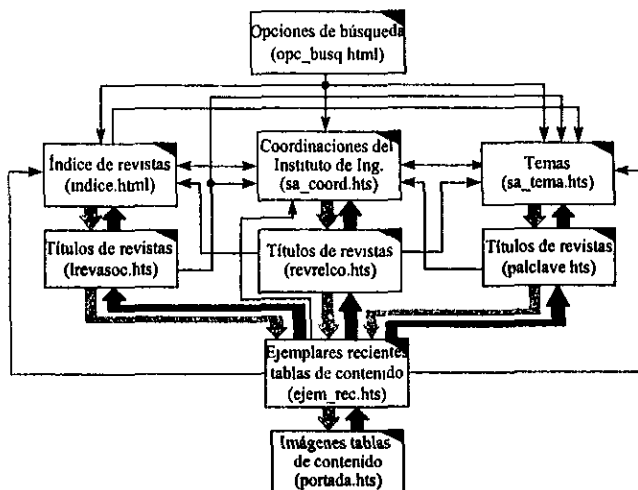 Opciones de búsqueda
(opc_busq html)
Índice de revistas
(indice.html)
Coordinaciones del
Instituto de Ing.
(sa_coord.hts)
Temas
(sa_tema.hts)
Títulos de revistas
(lrevasoc.hts)
Títulos de revistas
(revrelco.hts)
Títulos de revistas
(palclave hts)
Ejemplares recientes
tablas de contenido
(ejem_rec.hts)
Imágenes tablas
de contenido
(portada.hts)